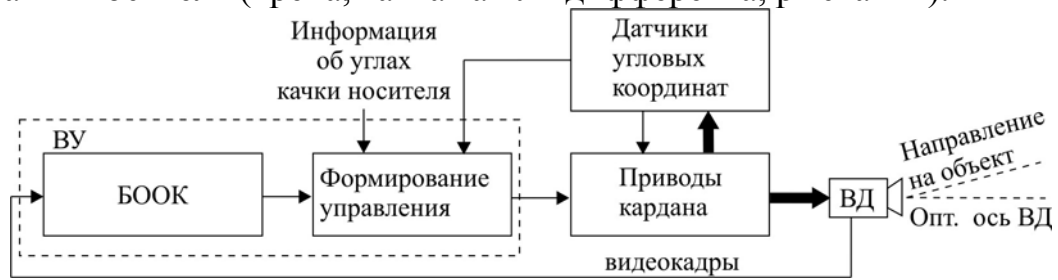 Информация
об углах
качки носителя
Датчики
угловых
координат
ВУ
БООК
Формирование
управления
Приводы
кардана
ВД
Направление
на объект
Опт. ось ВД
видеокадры